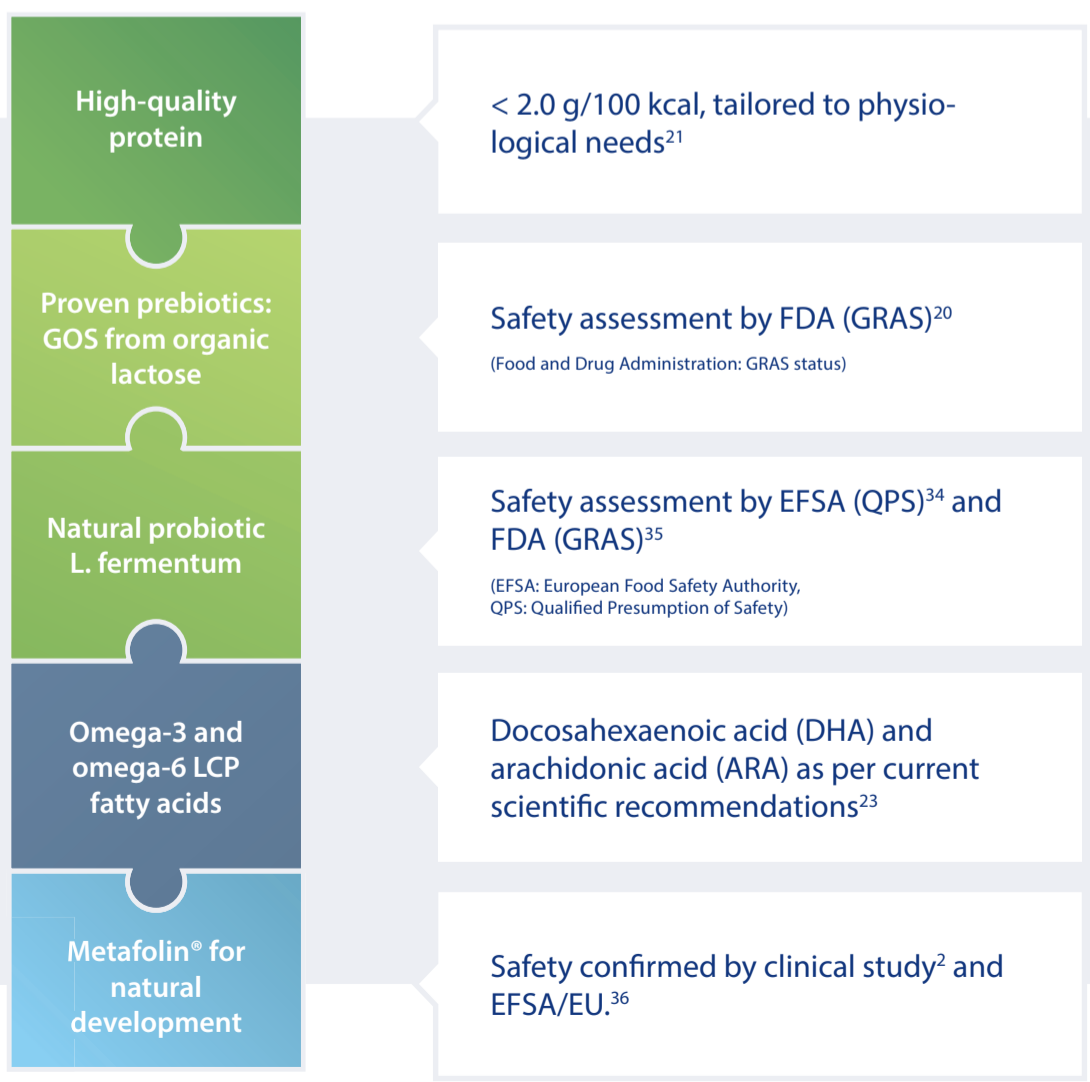 High-quality
protein
< 2.0 g/100 kcal, tailored to physio-
logical needs²¹
Proven prebiotics:
GOS from organic
lactose
Safety assessment by FDA (GRAS)²⁰
(Food and Drug Administration: GRAS status)
Natural probiotic
L. fermentum
Safety assessment by EFSA (QPS)³⁴ and
FDA (GRAS)³⁵
(EFSA: European Food Safety Authority,
QPS: Qualified Presumption of Safety)
Omega-3 and
omega-6 LCP
fatty acids
Docosahexaenoic acid (DHA) and
arachidonic acid (ARA) as per current
scientific recommendations²³
Metafolin® for
natural
development
Safety confirmed by clinical study² and
EFSA/EU.³⁶